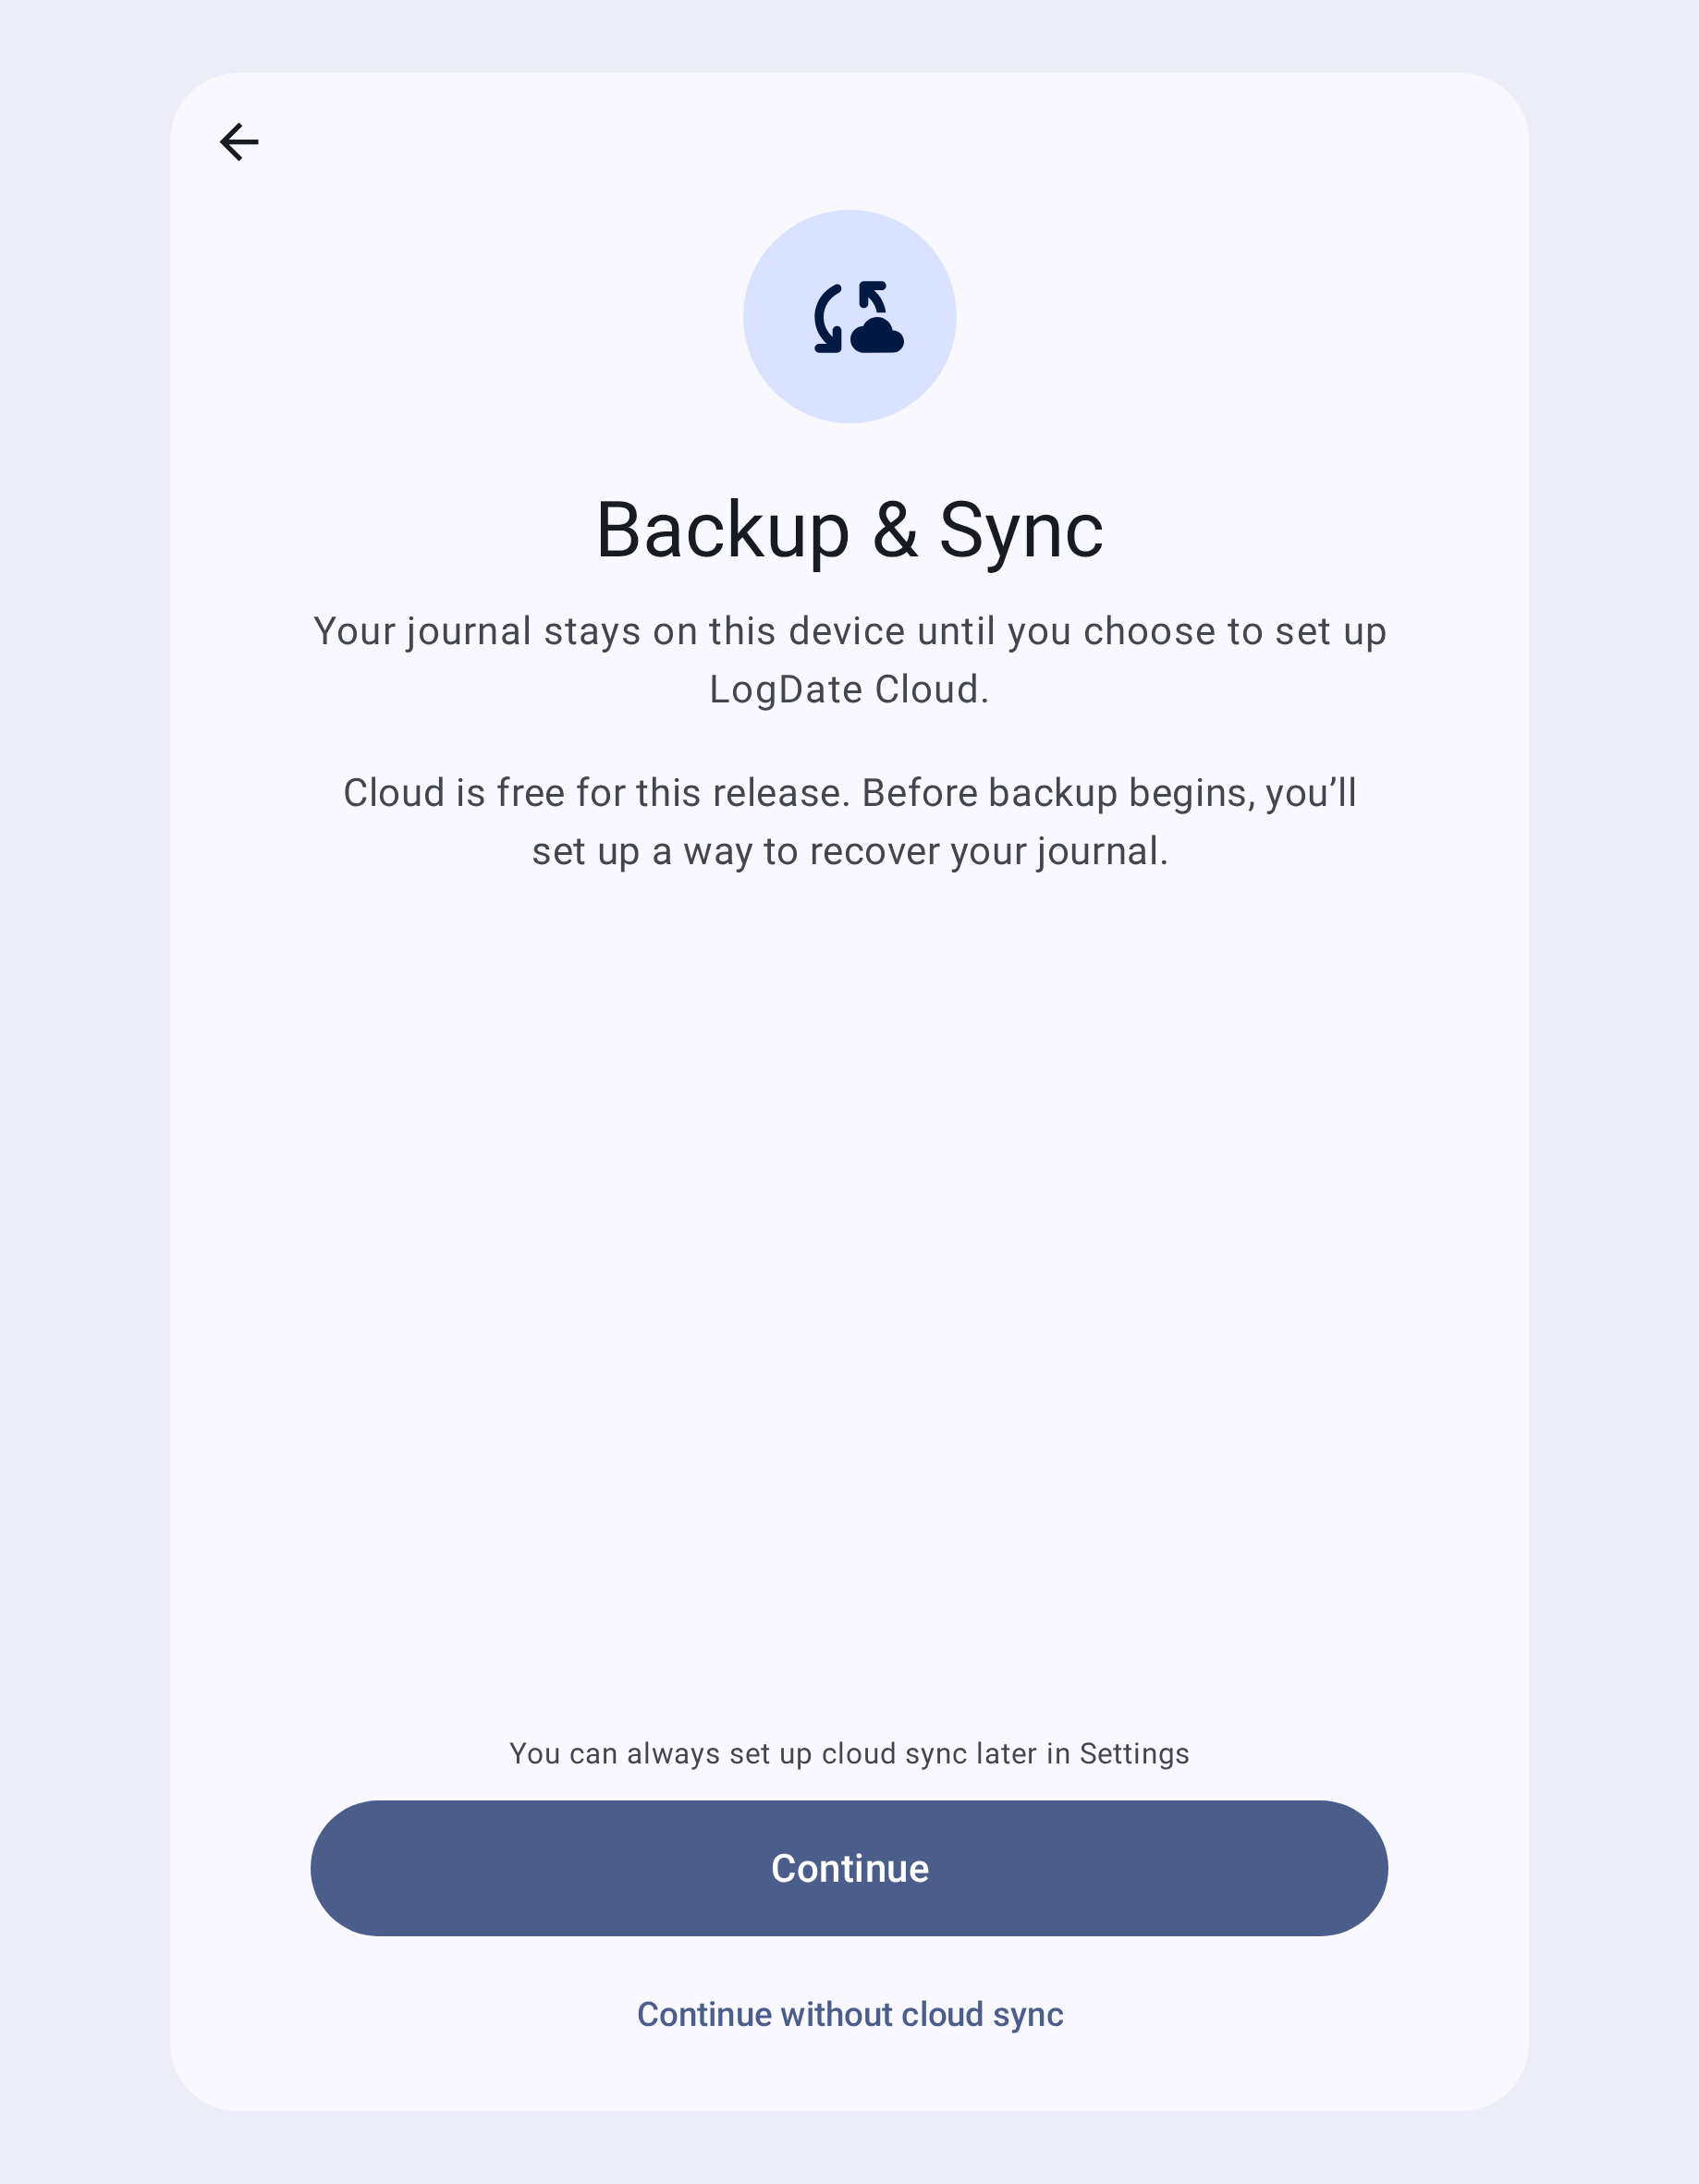 Backup & Sync
Your journal stays on this device until you choose to set up
LogDate Cloud.
Cloud is free for this release. Before backup begins, you’ll
set up a way to recover your journal.
You can always set up cloud sync later in Settings
Continue
Continue without cloud sync